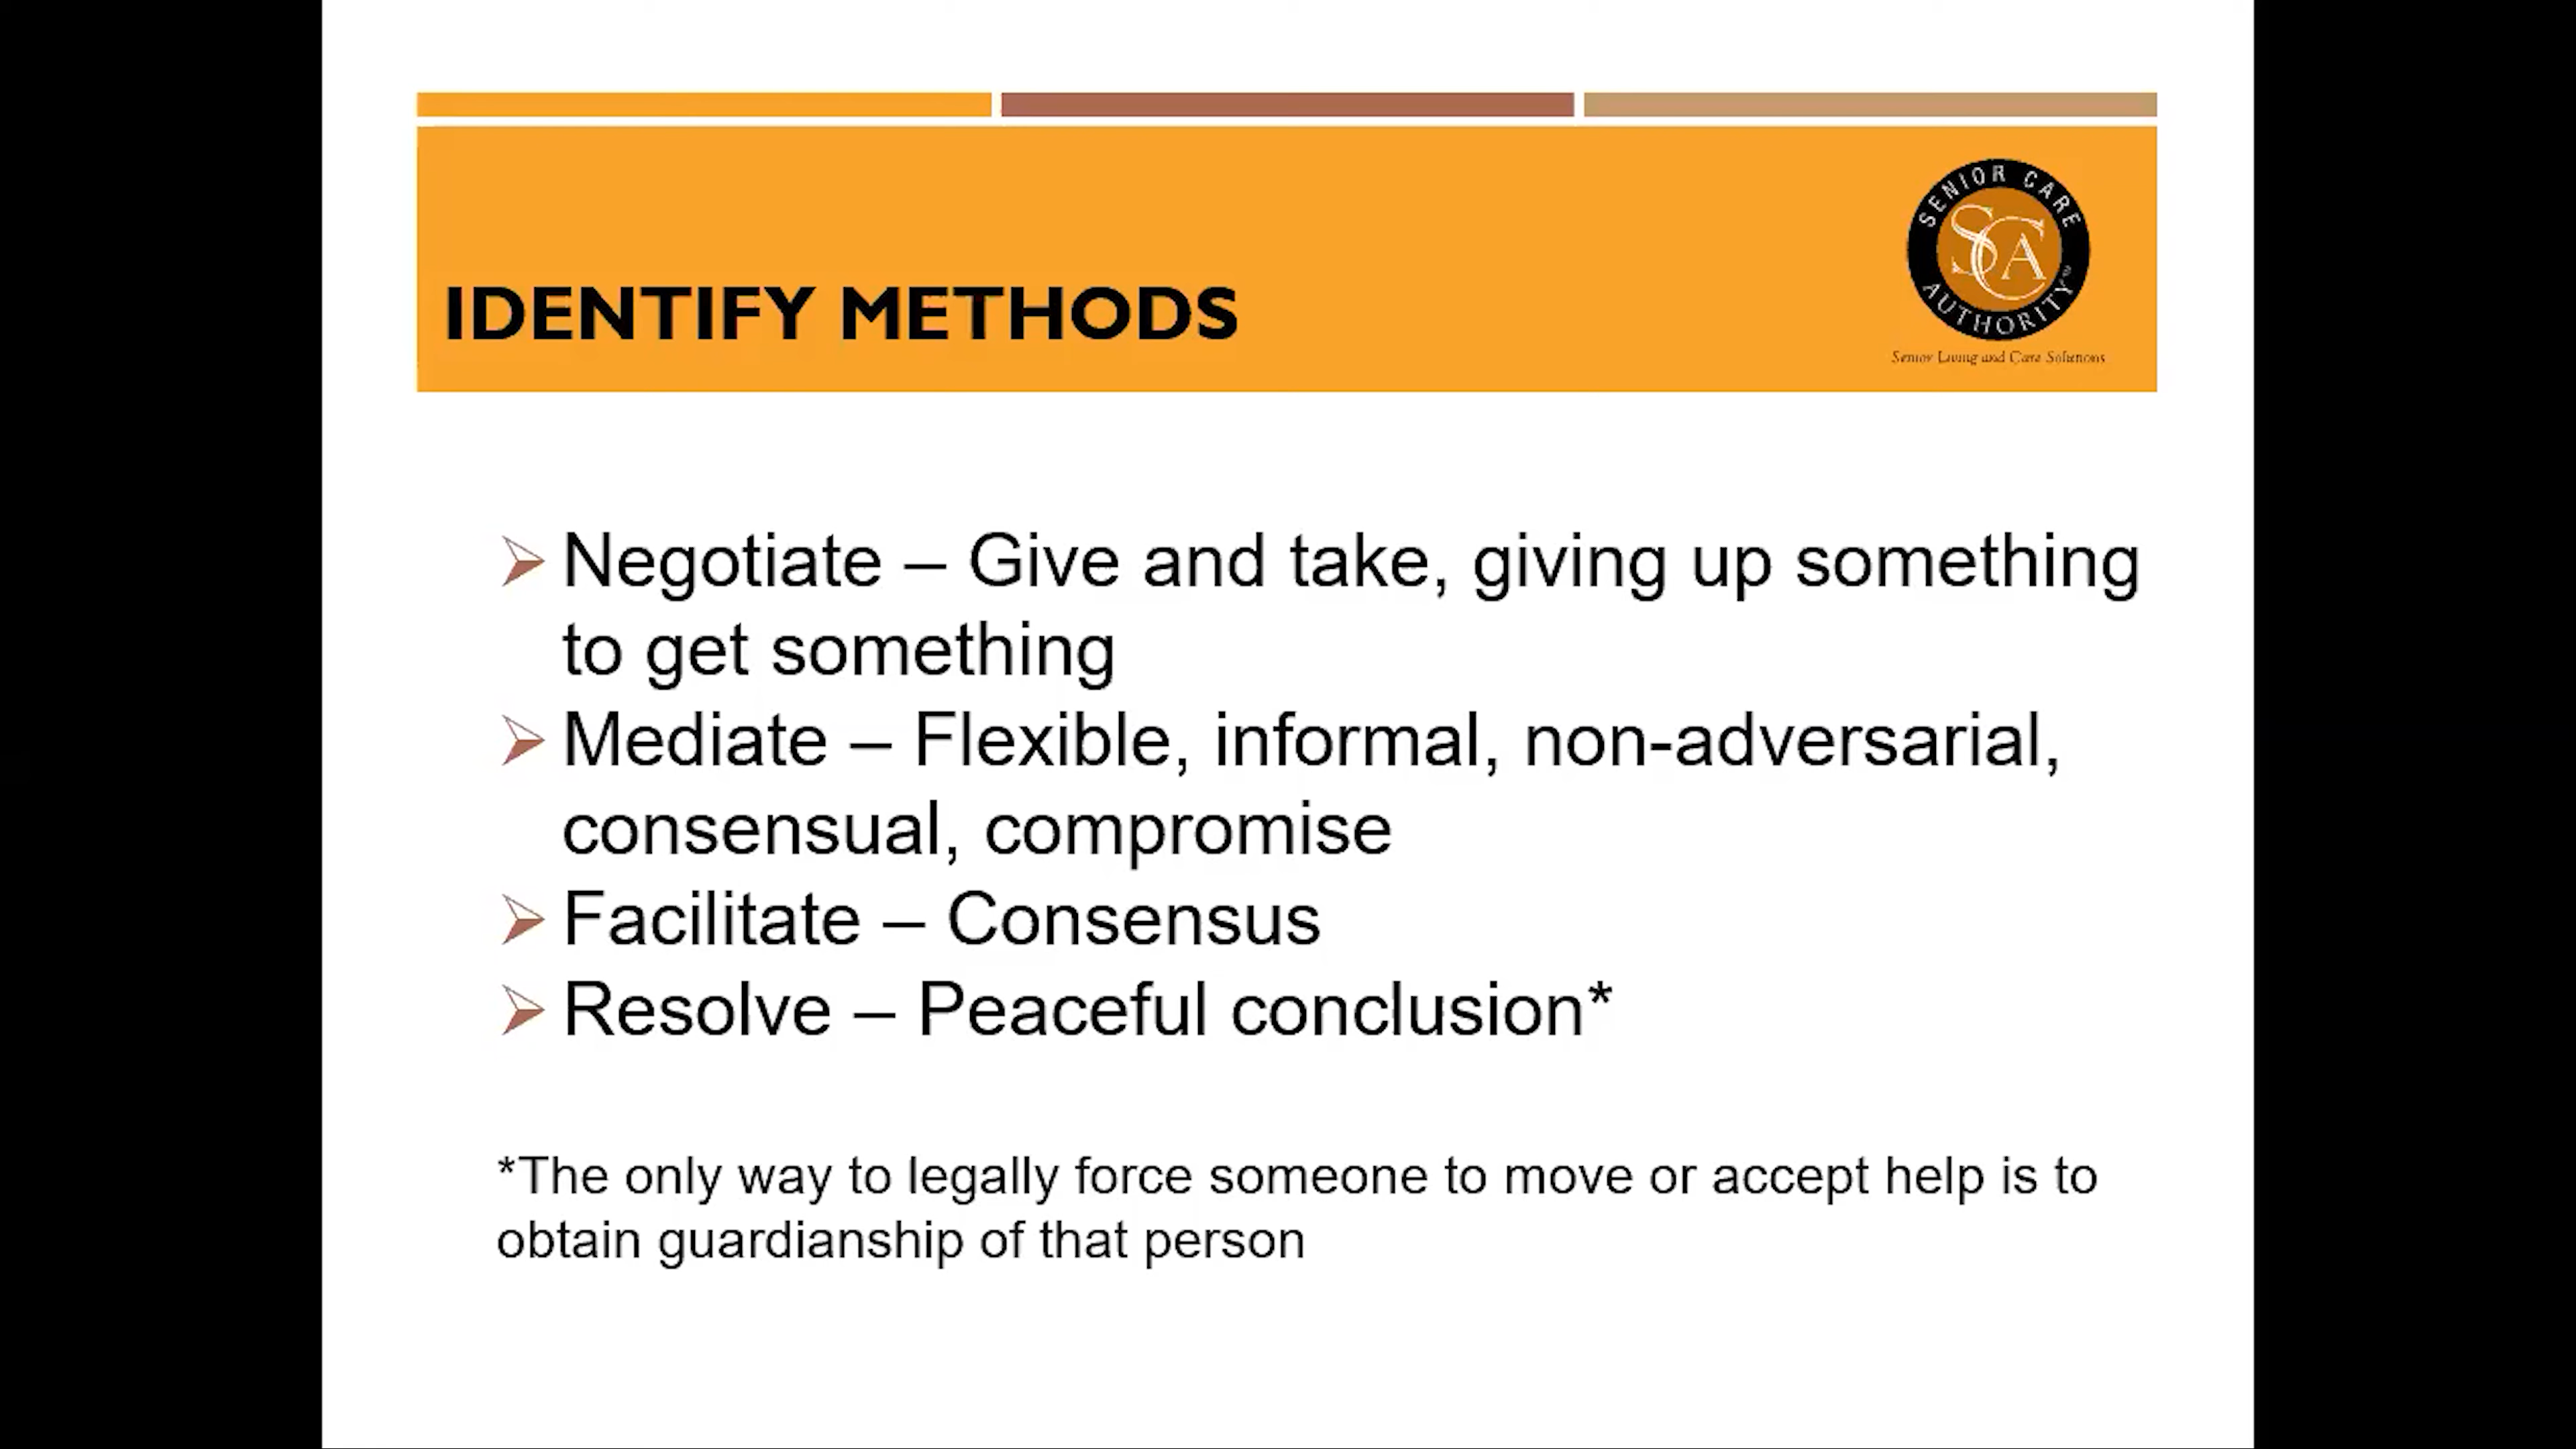 SENIOR CARE
SCA
AUTHORITY
Senior Living and Care Solutions
IDENTIFY METHODS
Negotiate – Give and take, giving up something
to get something
Mediate – Flexible, informal, non-adversarial,
consensual, compromise
Facilitate – Consensus
Resolve – Peaceful conclusion*
*The only way to legally force someone to move or accept help is to
obtain guardianship of that person